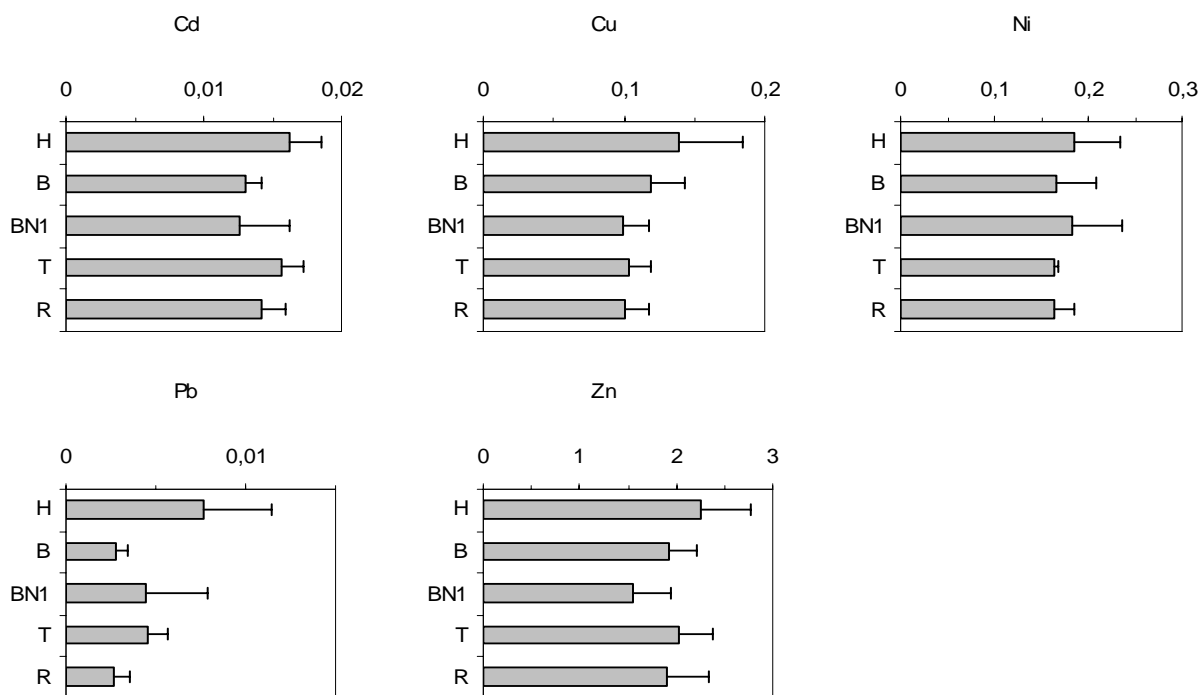 Cd
0 0,01 0,02
H
B
BN1
T
R
Cu
0 0,1 0,2
H
B
BN1
T
R
Ni
0 0,1 0,2 0,3
H
B
BN1
T
R
Pb
0 0,01
H
B
BN1
T
R
Zn
0 1 2 3
H
B
BN1
T
R